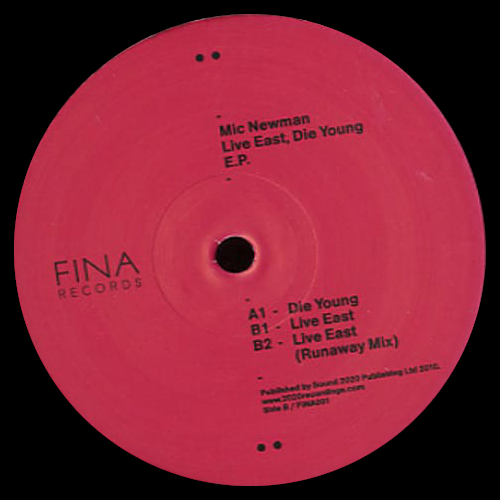 Mic Newman
Live East, Die Young
E.P.
FINA
RECORDS
A1 - Die Young
B1 - Live East
B2 - Live East
(Runaway Mix)
Published by Sound 2020 Publishing Ltd 2010.
www.2020recordings.com
Side B / FINA001